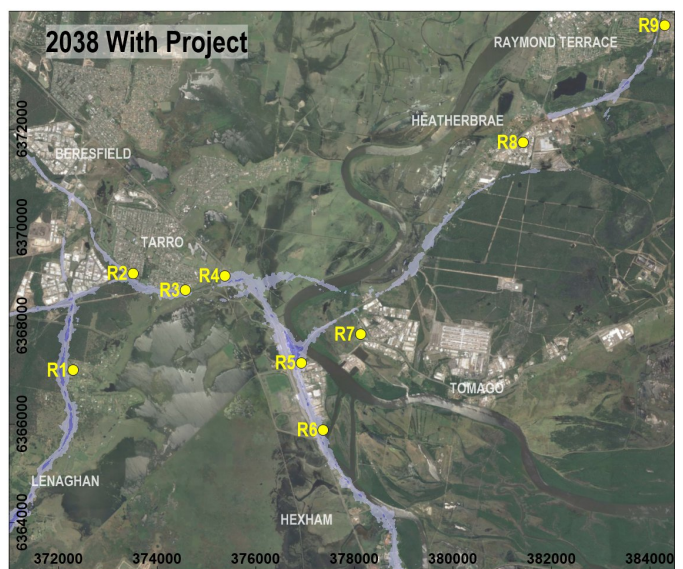 2038 With Project
R9
RAYMOND TERRACE
HEATHERBRAE
6372000
R8
BERESFIELD
6370000
TARRO
R2
R4
R3
6368000
R7
R5
R1
TOMAGO
6366000
R6
LENAGHAN
6364000
HEXHAM
372000 374000 376000 378000 380000 382000 384000